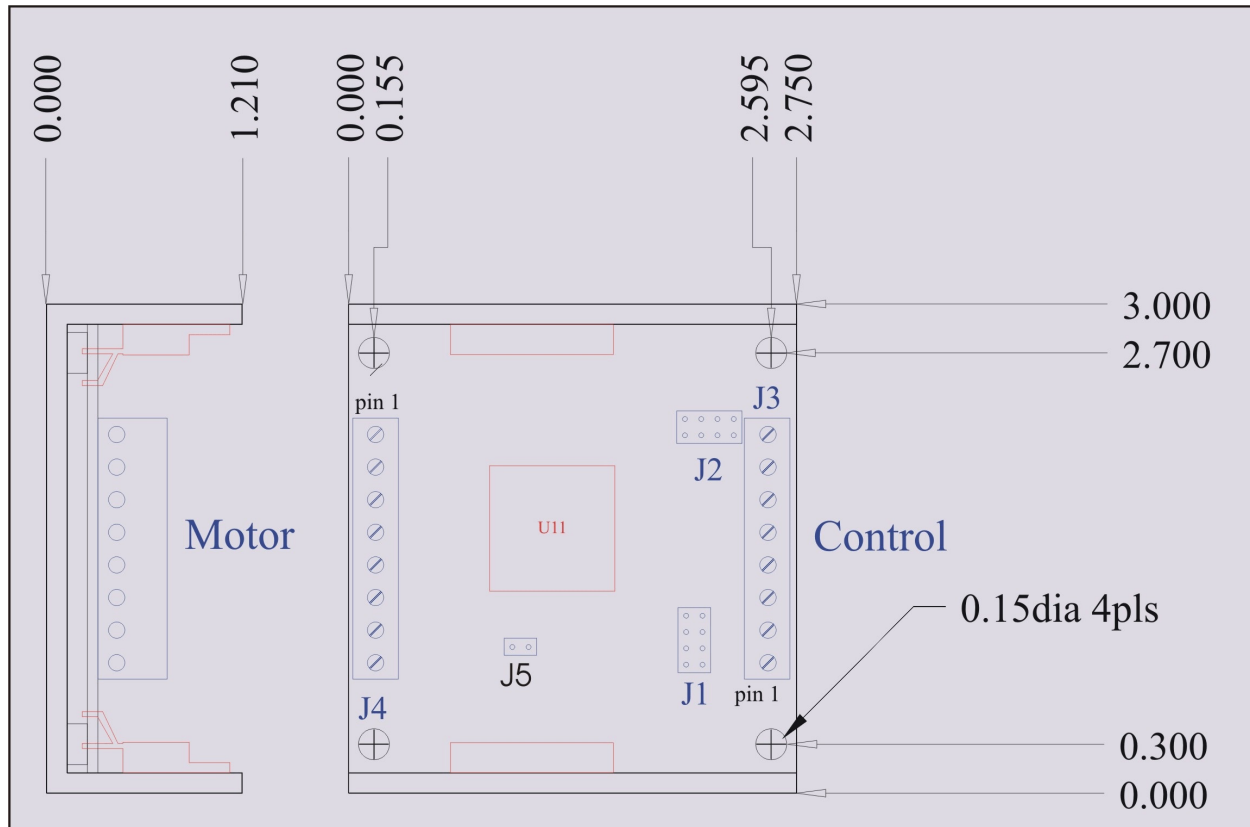 0.000
1.210
0.000
0.155
2.595
2.750
3.000
2.700
pin 1
J3
J2
U11
Motor
Control
0.15dia 4pls
J5
J1
pin 1
J4
0.300
0.000